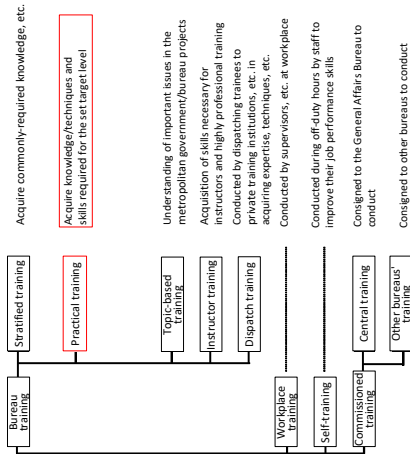 Bureau
training
Stratified training
Acquire commonly-required knowledge, etc.
Practical training
Acquire knowledge/techniques and
skills required for the set target level
Topic-based
training
Understanding of important issues in the
metropolitan government/bureau projects
Instructor training
Acquisition of skills necessary for
instructors and highly professional training
Dispatch training
Conducted by dispatching trainees to
private training institutions, etc. in
acquiring expertise, techniques, etc.
Workplace
training
Conducted by supervisors, etc. at workplace
Self-training
Conducted during off-duty hours by staff to
improve their job performance skills
Commissioned
training
Central training
Consigned to the General Affairs Bureau to
conduct
Other bureaus'
training
Consigned to other bureaus to conduct